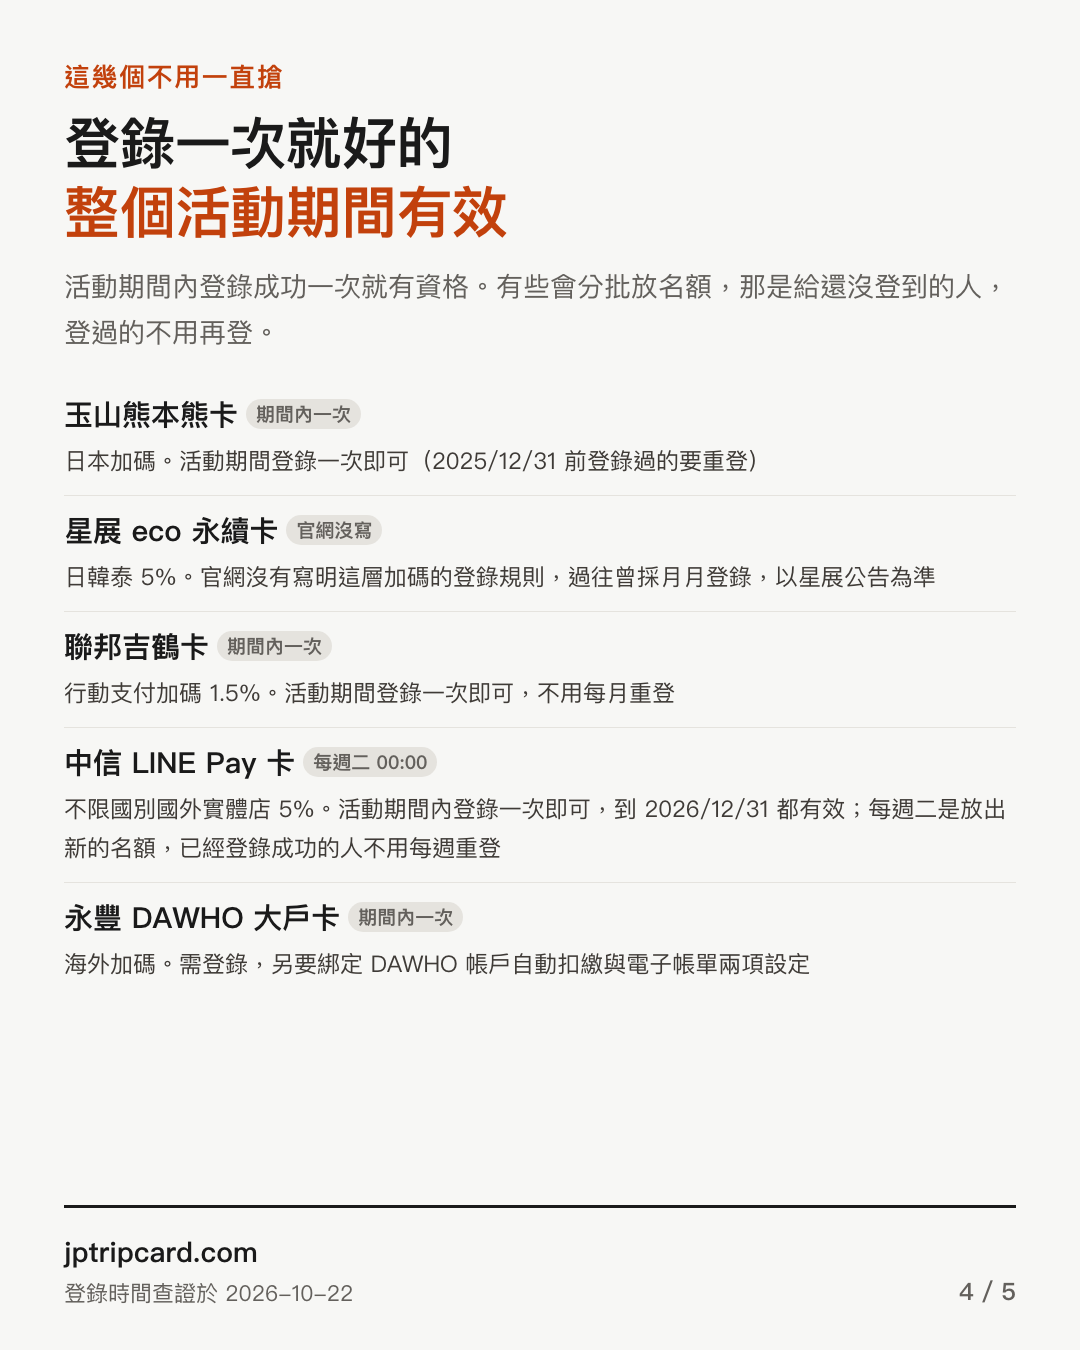 這幾個不用一直搶
登錄一次就好的
整個活動期間有效
活動期間內登錄成功一次就有資格。有些會分批放名額，那是給還沒登到的人，
登過的不用再登。
玉山熊本熊卡 期間內一次
日本加碼。活動期間登錄一次即可（2025/12/31 前登錄過的要重登）
星展 eco 永續卡 官網沒寫
日韓泰 5%。官網沒有寫明這層加碼的登錄規則，過往曾採月月登錄，以星展公告為準
聯邦吉鶴卡 期間內一次
行動支付加碼 1.5%。活動期間登錄一次即可，不用每月重登
中信 LINE Pay 卡 每週二 00:00
不限國別國外實體店 5%。活動期間內登錄一次即可，到 2026/12/31 都有效；每週二是放出
新的名額，已經登錄成功的人不用每週重登
永豐 DAWHO 大戶卡 期間內一次
海外加碼。需登錄，另要綁定 DAWHO 帳戶自動扣繳與電子帳單兩項設定
jptripcard.com
登錄時間查證於 2026–10–22
4 / 5